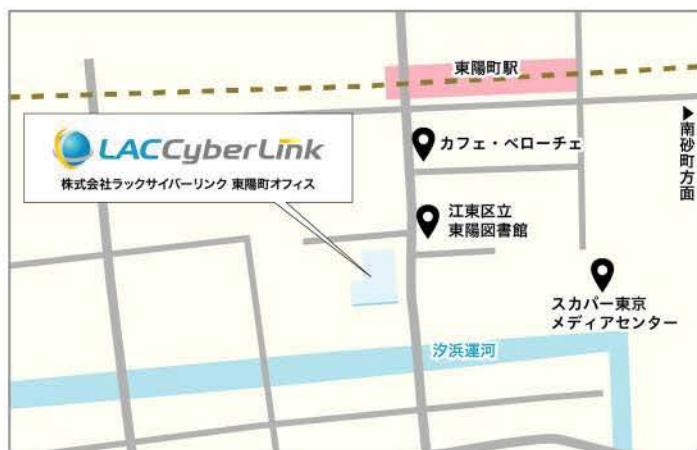 東陽町駅
▶南砂町方面
LAC CyberLink
株式会社ラックサイバーリンク 東陽町オフィス
カフェ・ベローチェ
江東区立
東陽図書館
スカパー東京
メディアセンター
汐浜運河